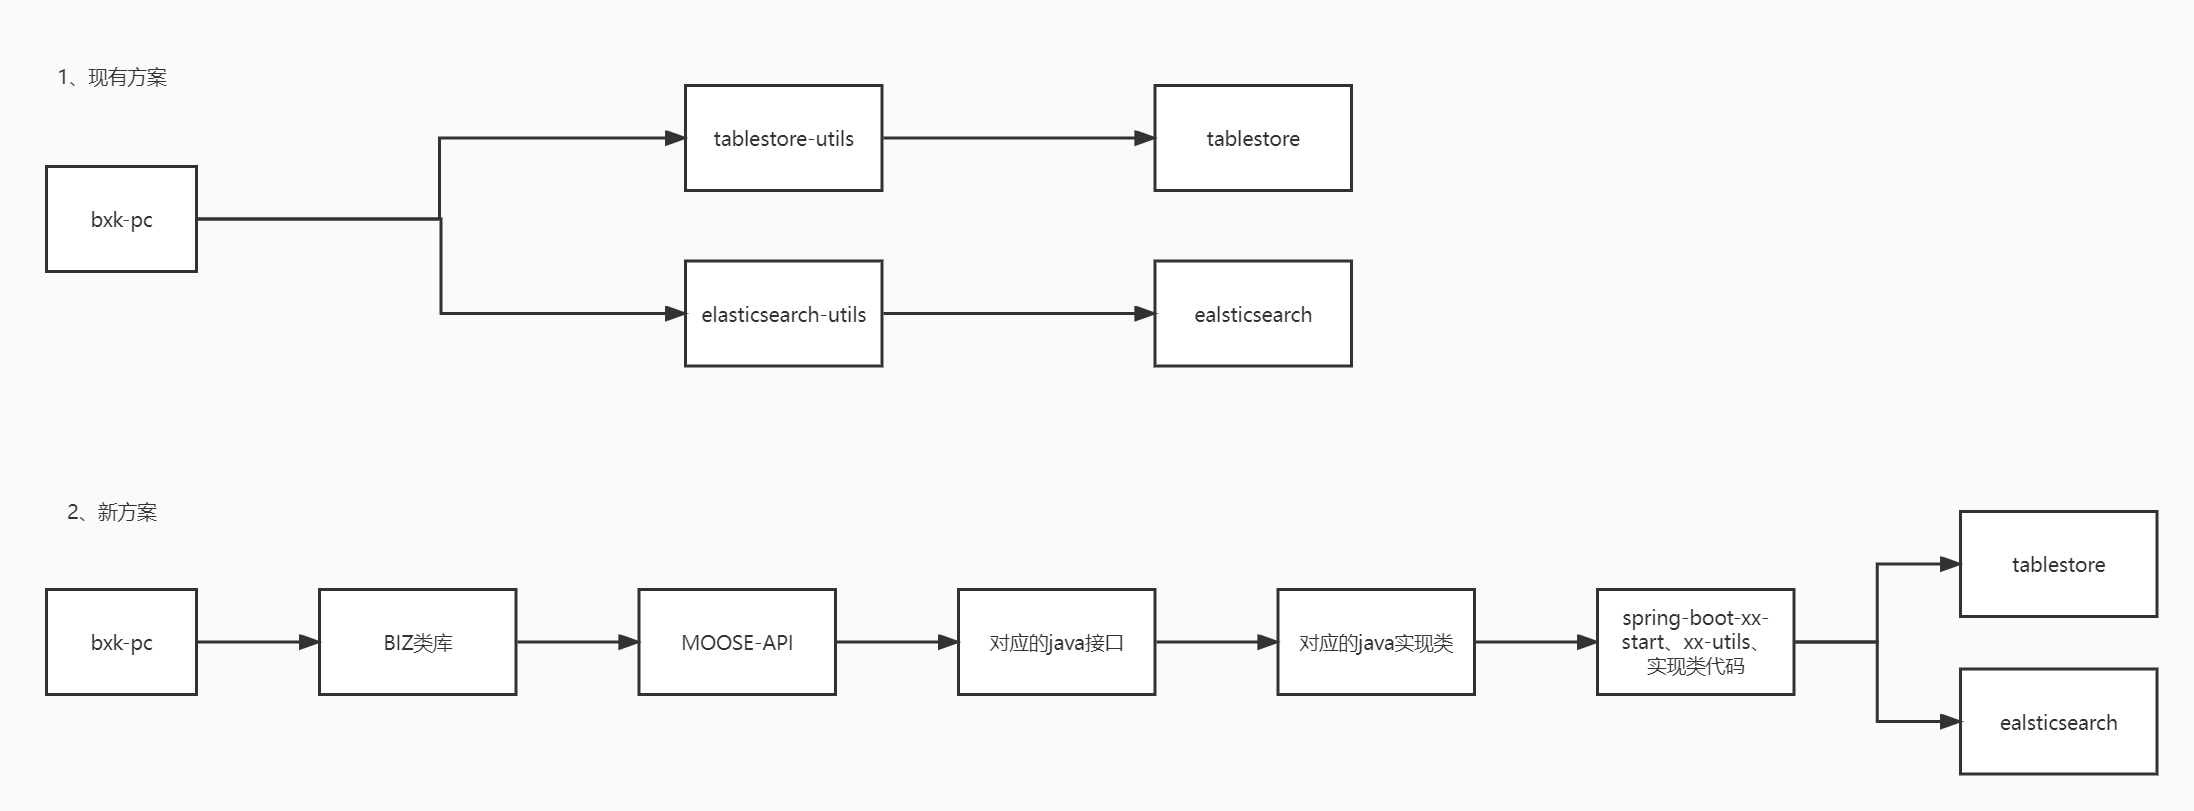 1、现有方案
tablestore-utils
tablestore
bxk-pc
elasticsearch-utils
ealsticsearch
2、新方案
bxk-pc
BIZ类库
MOOSE-API
对应的java接口
对应的java实现类
spring-boot-xx-
start、xx-utils、
实现类代码
tablestore
ealsticsearch